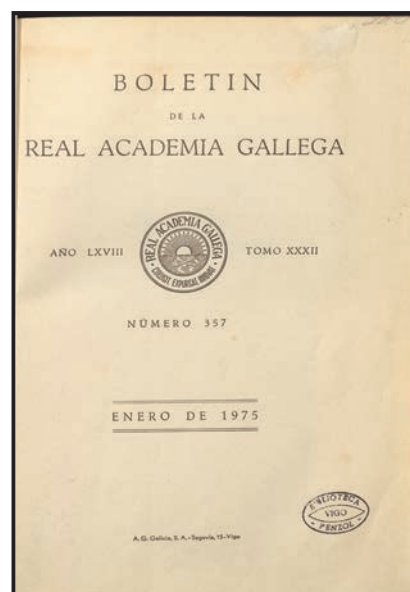 BOLETIN
DE LA
REAL ACADEMIA GALLEGA
AÑO LXVIII
REAL ACADEMIA GALLEGA
TOMO XXXII
NÚMERO 357
ENERO DE 1975
BIBLIOTECA
VIGO
PENZOL
A. G. Galicia, S. A.-Segovia, 15-Vigo